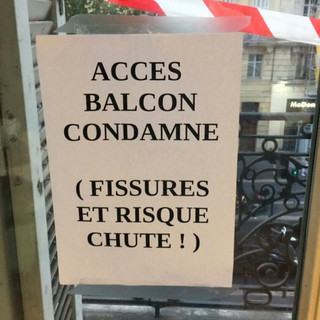 ACCES
BALCON
CONDAMNE
( FISSURES
ET RISQUE
CHUTE ! )